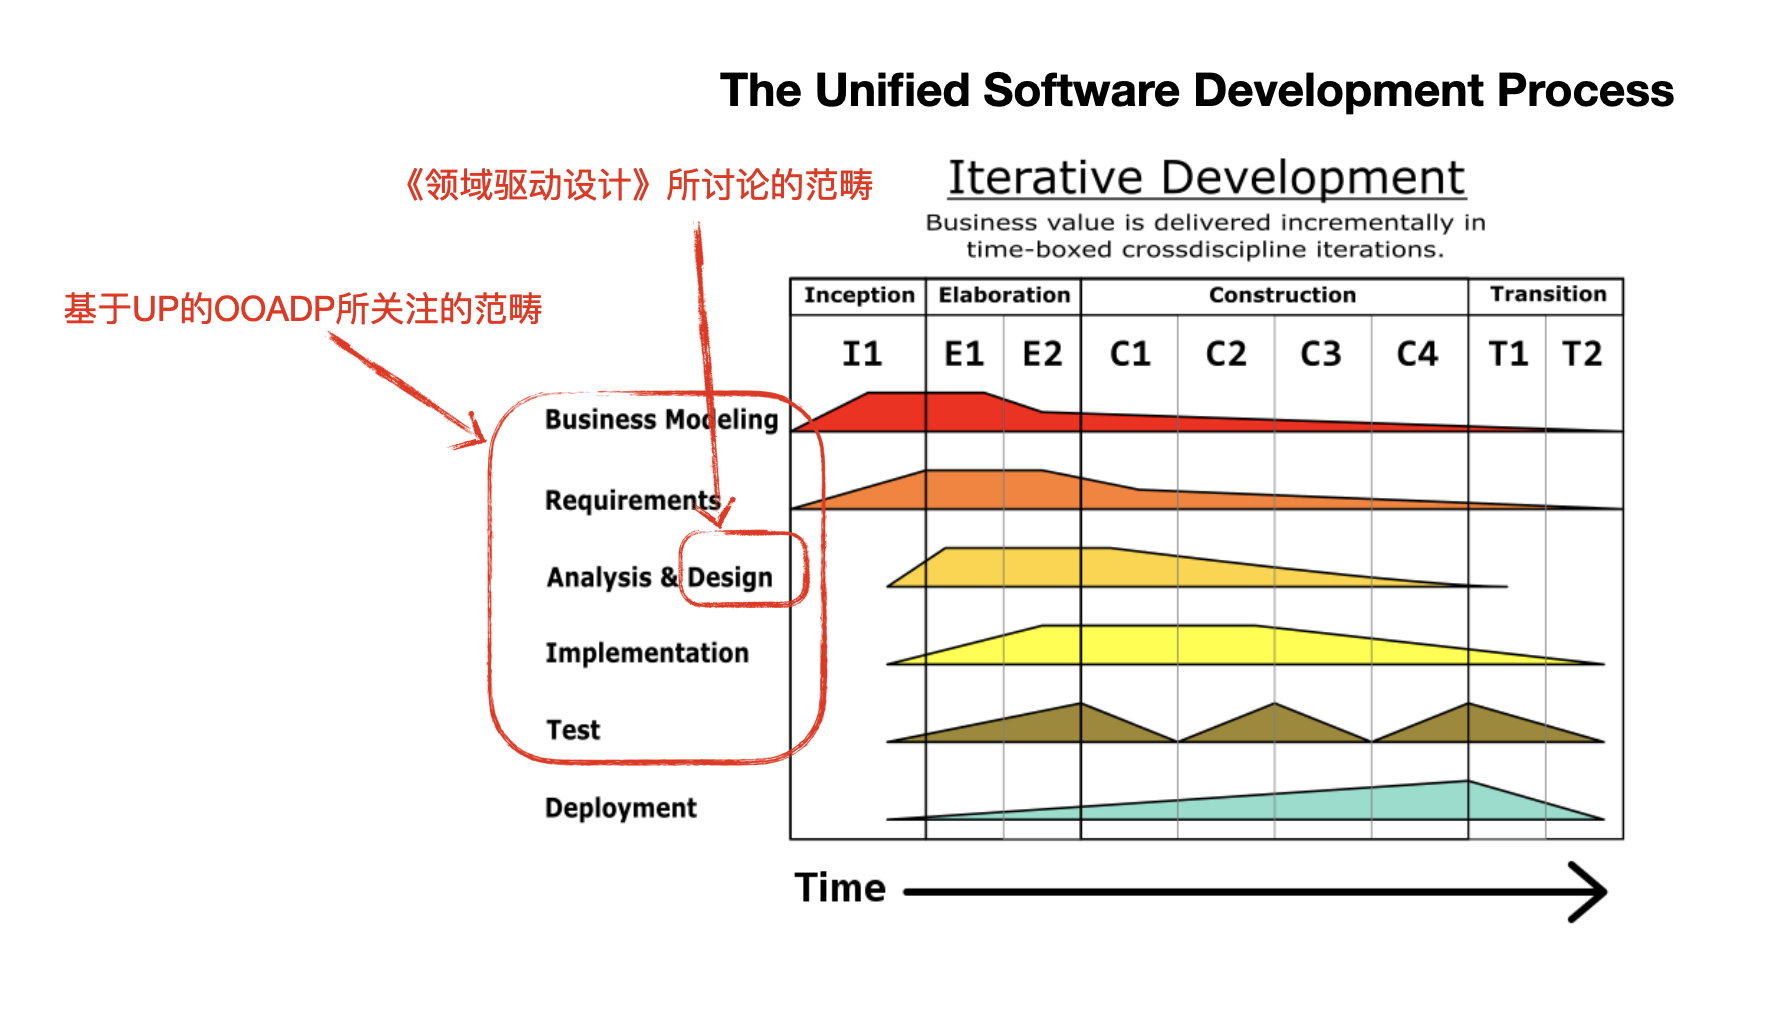 The Unified Software Development Process
《领域驱动设计》所讨论的范畴
Iterative Development
Business value is delivered incrementally in
time-boxed crossdiscipline iterations.
基于UP的OOADP所关注的范畴
Inception Elaboration Construction Transition
I1 E1 E2 C1 C2 C3 C4 T1 T2
Business Modeling
Requirements
Analysis & Design
Implementation
Test
Deployment
Time